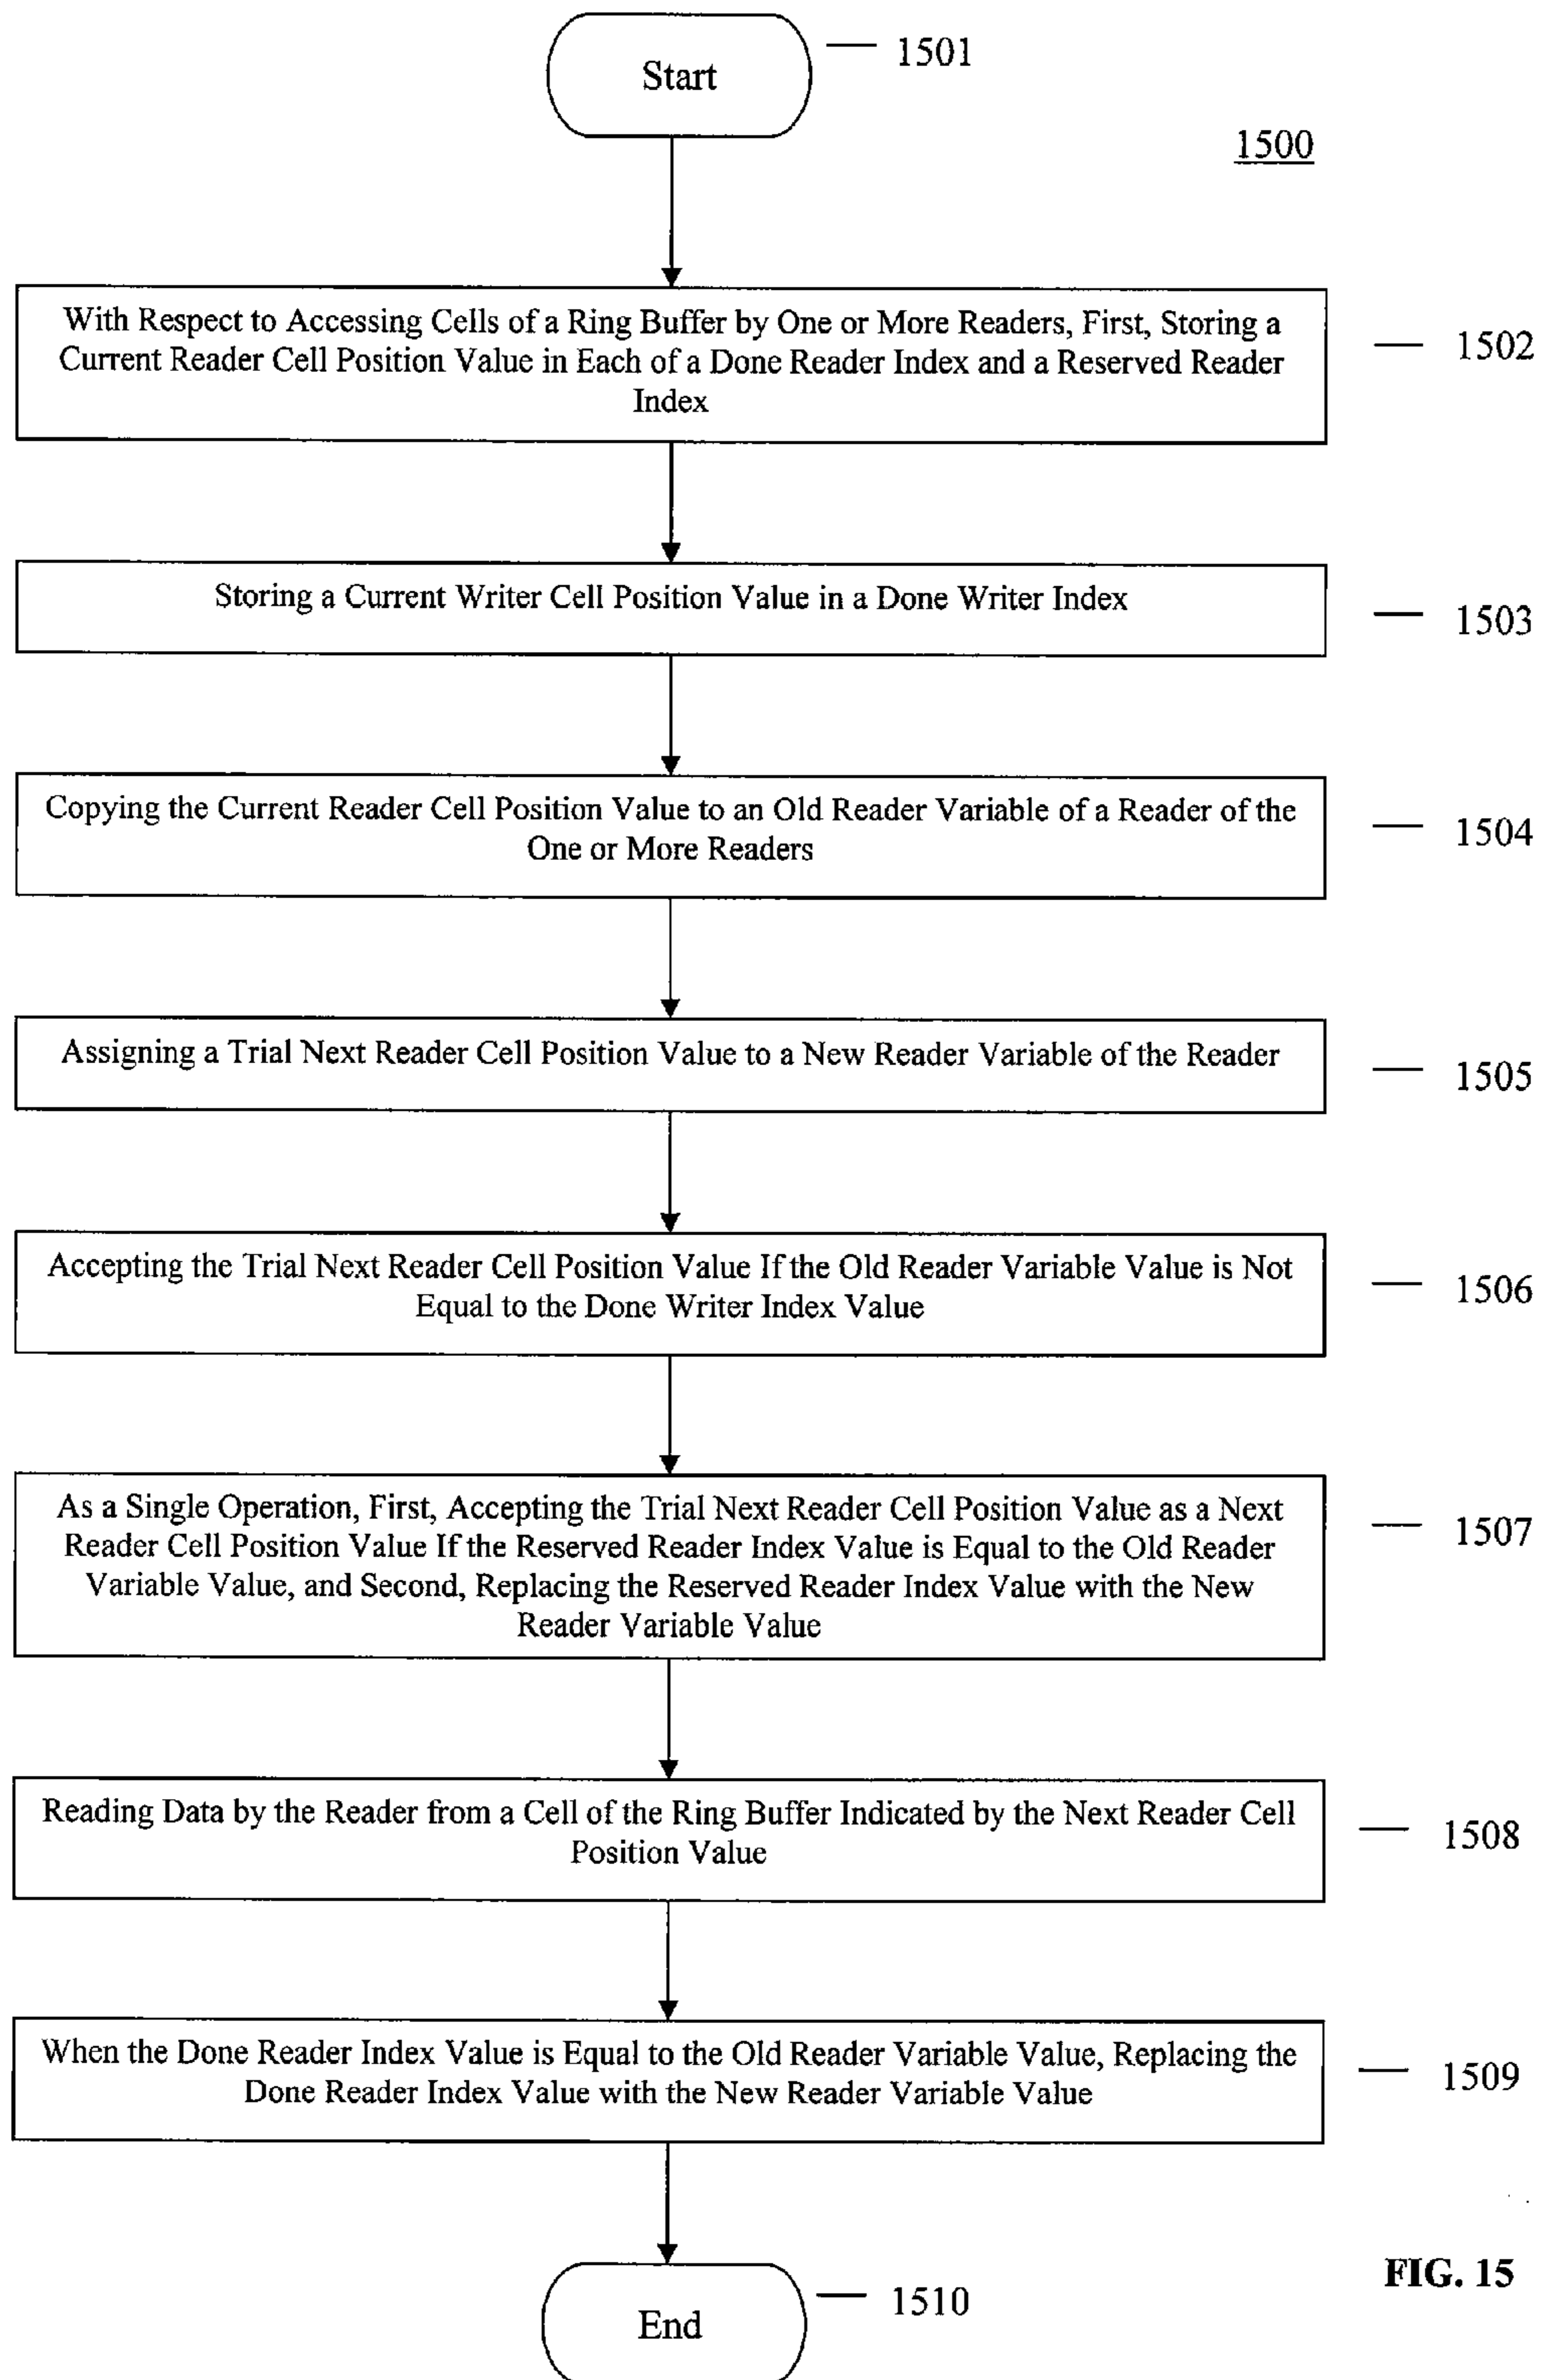 Start
1501
1500
With Respect to Accessing Cells of a Ring Buffer by One or More Readers, First, Storing a
Current Reader Cell Position Value in Each of a Done Reader Index and a Reserved Reader
Index
1502
Storing a Current Writer Cell Position Value in a Done Writer Index
1503
Copying the Current Reader Cell Position Value to an Old Reader Variable of a Reader of the
One or More Readers
1504
Assigning a Trial Next Reader Cell Position Value to a New Reader Variable of the Reader
1505
Accepting the Trial Next Reader Cell Position Value If the Old Reader Variable Value is Not
Equal to the Done Writer Index Value
1506
As a Single Operation, First, Accepting the Trial Next Reader Cell Position Value as a Next
Reader Cell Position Value If the Reserved Reader Index Value is Equal to the Old Reader
Variable Value, and Second, Replacing the Reserved Reader Index Value with the New
Reader Variable Value
1507
Reading Data by the Reader from a Cell of the Ring Buffer Indicated by the Next Reader Cell
Position Value
1508
When the Done Reader Index Value is Equal to the Old Reader Variable Value, Replacing the
Done Reader Index Value with the New Reader Variable Value
1509
End
1510
FIG. 15